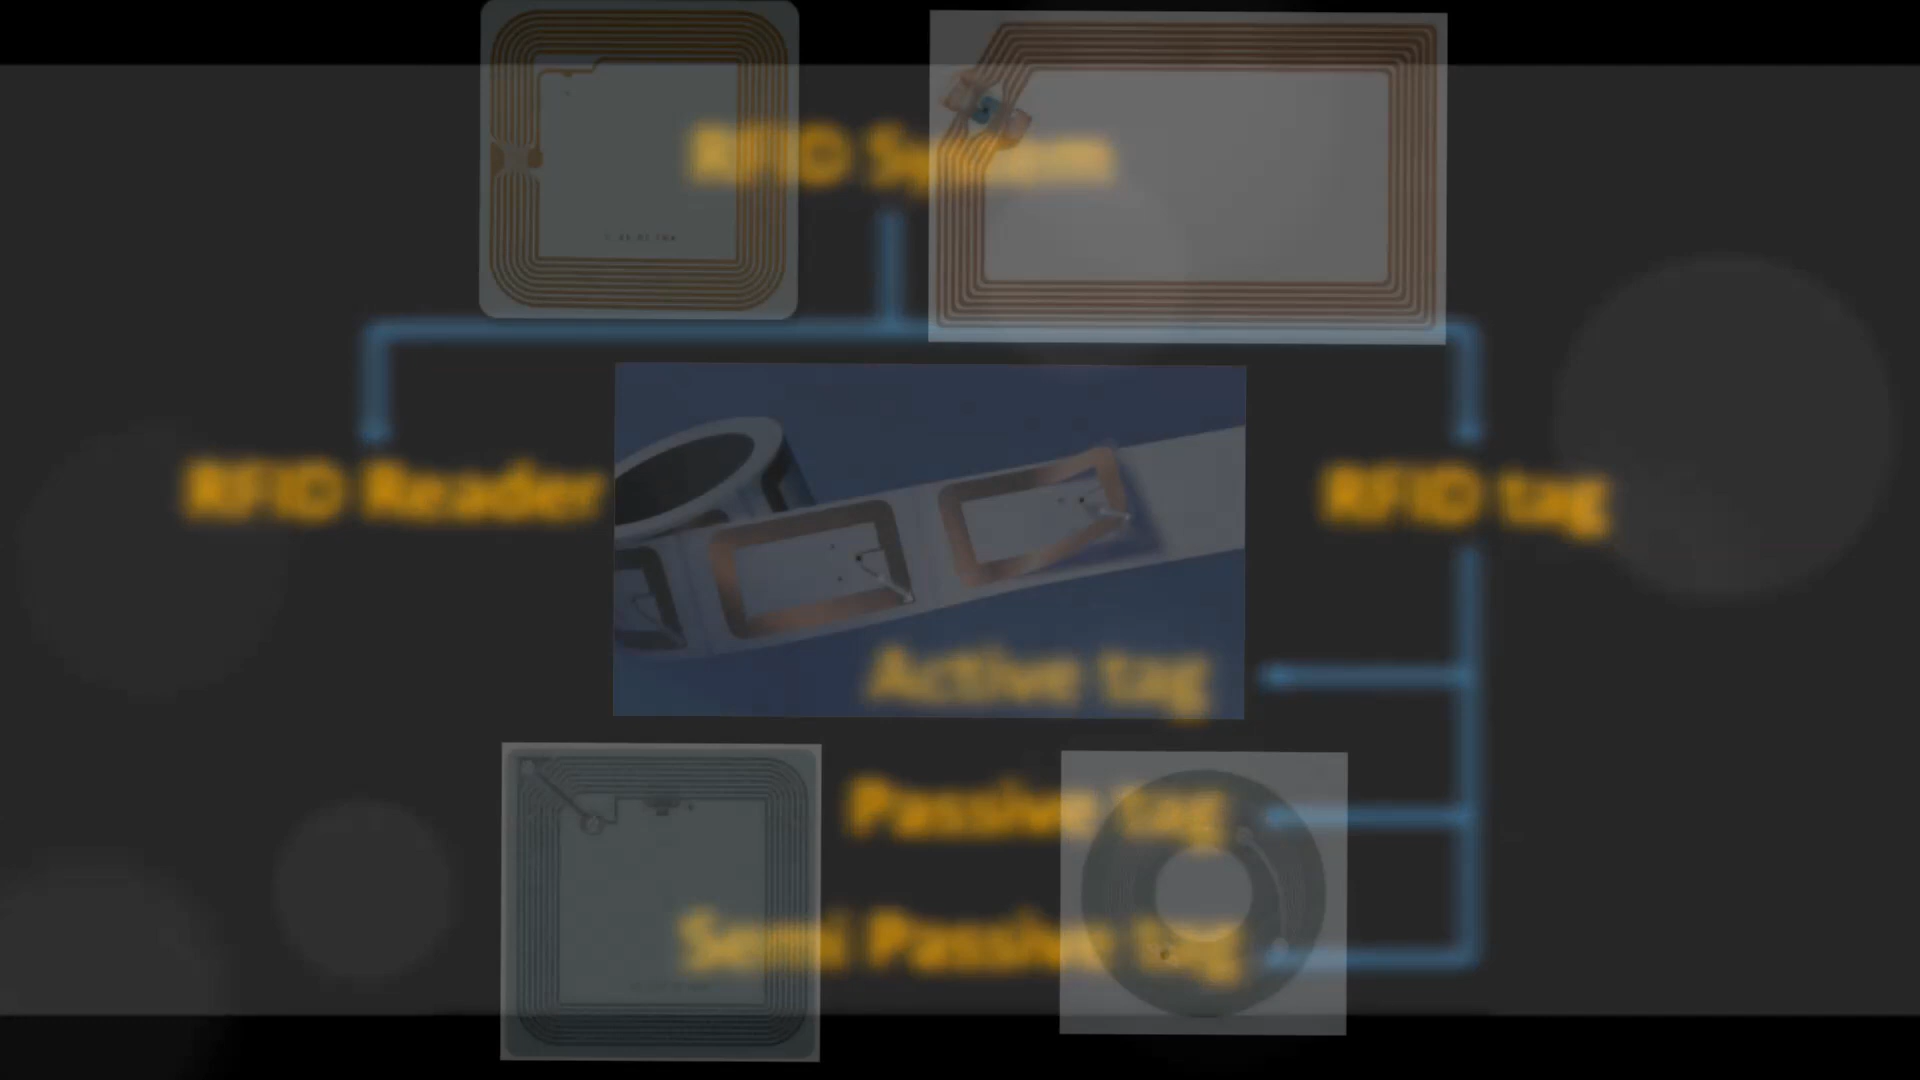 RFID System
RFID Reader
RFID tag
Active tag
Passive tag
Semi Passive tag